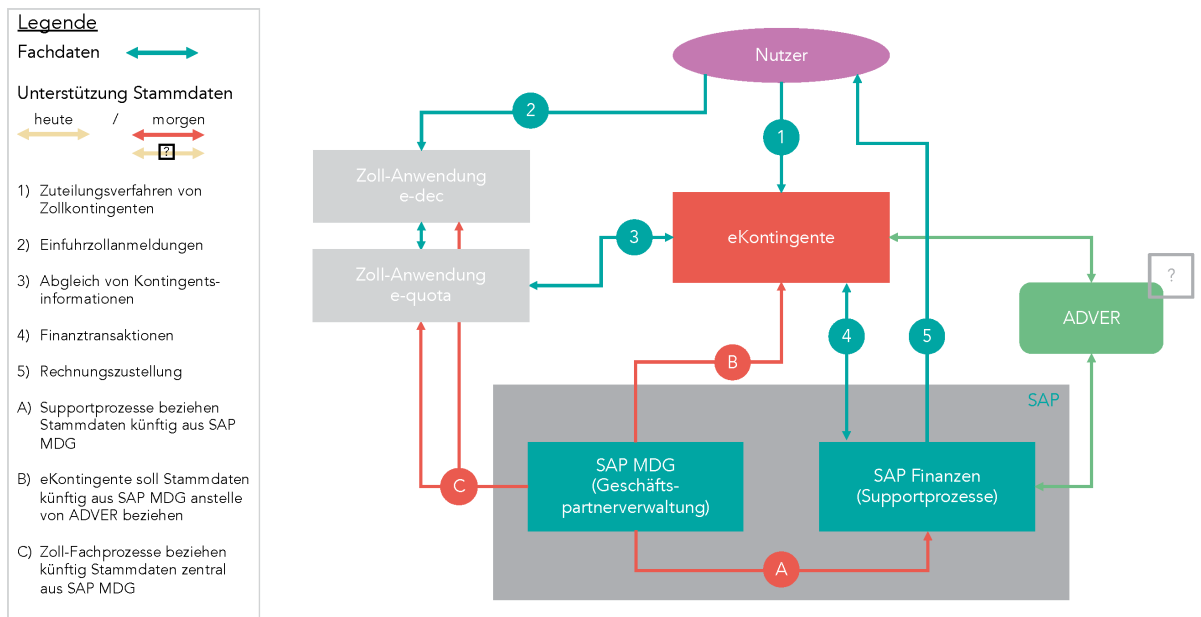 Legende
Fachdaten
Unterstützung Stammdaten
heute / morgen
?
1) Zuteilungsverfahren von
Zollkontingenten
2) Einfuhrzollanmeldungen
3) Abgleich von Kontingents-
informationen
4) Finanztransaktionen
5) Rechnungszustellung
A) Supportprozesse beziehen
Stammdaten künftig aus SAP
MDG
B) eKontingente soll Stammdaten
künftig aus SAP MDG anstelle
von ADVER beziehen
C) Zoll-Fachprozesse beziehen
künftig Stammdaten zentral
aus SAP MDG
Nutzer
2
1
Zoll-Anwendung
e-dec
3
eKontingente
Zoll-Anwendung
e-quota
?
ADVER
4
5
B
SAP
SAP MDG
(Geschäfts-
partnerverwaltung)
SAP Finanzen
(Supportprozesse)
C
A